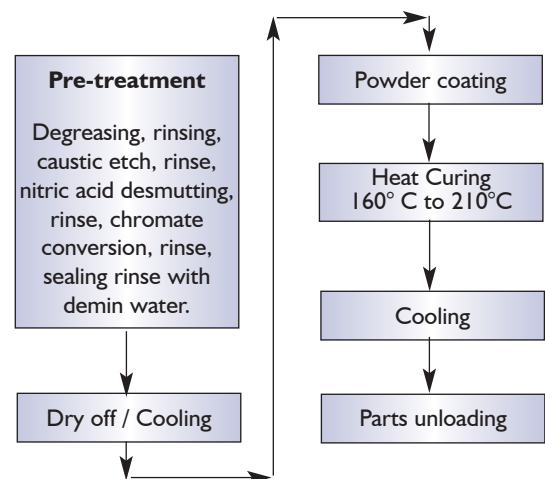 Pre-treatment
Degreasing, rinsing,
caustic etch, rinse,
nitric acid desmutting,
rinse, chromate
conversion, rinse,
sealing rinse with
demin water.
Dry off / Cooling
Powder coating
Heat Curing
160° C to 210°C
Cooling
Parts unloading